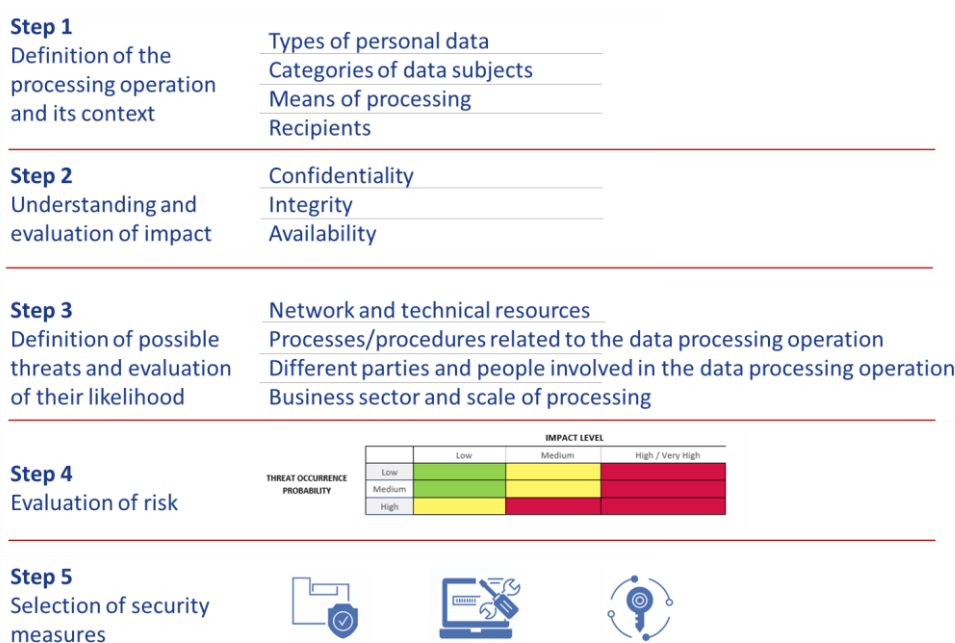 Step 1
Definition of the
processing operation
and its context
Types of personal data
Categories of data subjects
Means of processing
Recipients
Step 2
Understanding and
evaluation of impact
Confidentiality
Integrity
Availability
Step 3
Definition of possible
threats and evaluation
of their likelihood
Network and technical resources
Processes/procedures related to the data processing operation
Different parties and people involved in the data processing operation
Business sector and scale of processing
Step 4
Evaluation of risk
IMPACT LEVEL
Low Medium High / Very High
THREAT OCCURRENCE
PROBABILITY
Low
Medium
High
Step 5
Selection of security
measures